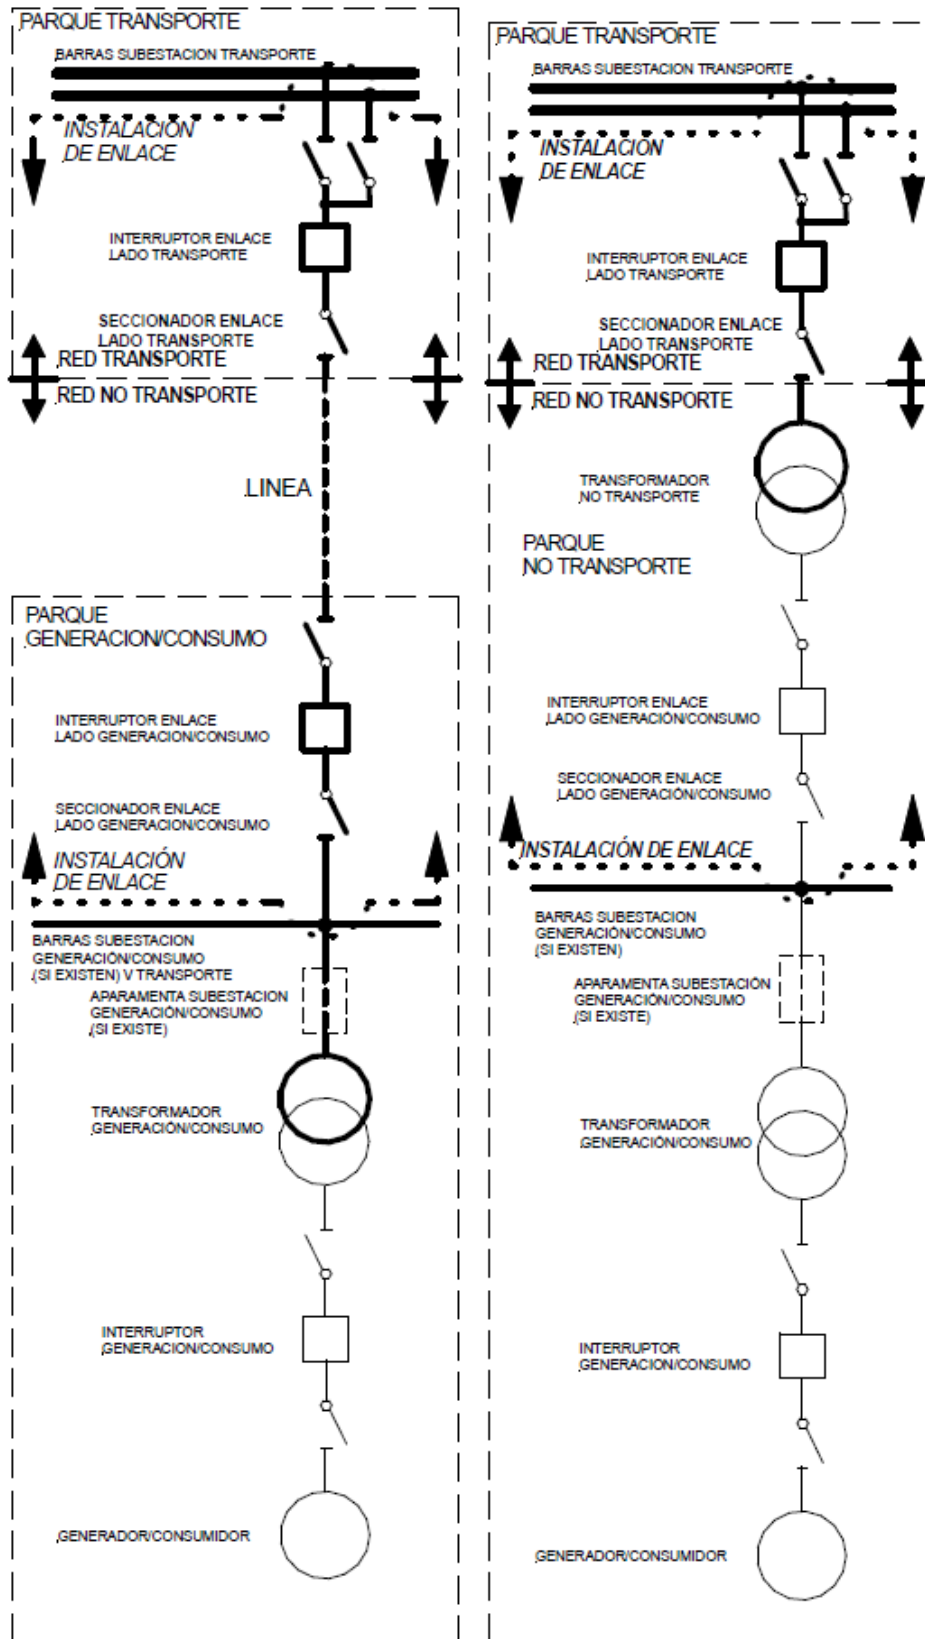 PARQUE TRANSPORTE
BARRAS SUBESTACION TRANSPORTE
INSTALACIÓN
DE ENLACE
INTERRUPTOR ENLACE
LADO TRANSPORTE
SECCIONADOR ENLACE
LADO TRANSPORTE
RED TRANSPORTE
RED NO TRANSPORTE
LINEA
PARQUE
GENERACION/CONSUMO
INTERRUPTOR ENLACE
LADO GENERACION/CONSUMO
SECCIONADOR ENLACE
LADO GENERACION/CONSUMO
INSTALACIÓN
DE ENLACE
BARRAS SUBESTACION
GENERACIÓN/CONSUMO
(SI EXISTEN) V TRANSPORTE
APARAMENTA SUBESTACION
GENERACIÓN/CONSUMO
(SI EXISTE)
TRANSFORMADOR
GENERACIÓN/CONSUMO
INTERRUPTOR
GENERACION/CONSUMO
GENERADOR/CONSUMIDOR
PARQUE TRANSPORTE
BARRAS SUBESTACION TRANSPORTE
INSTALACIÓN
DE ENLACE
INTERRUPTOR ENLACE
LADO TRANSPORTE
SECCIONADOR ENLACE
LADO TRANSPORTE
RED TRANSPORTE
RED NO TRANSPORTE
TRANSFORMADOR
NO TRANSPORTE
PARQUE
NO TRANSPORTE
INTERRUPTOR ENLACE
LADO GENERACIÓN/CONSUMO
SECCIONADOR ENLACE
LADO GENERACIÓN/CONSUMO
INSTALACIÓN DE ENLACE
BARRAS SUBESTACION
GENERACIÓN/CONSUMO
(SI EXISTEN)
APARAMENTA SUBESTACIÓN
GENERACIÓN/CONSUMO
(SI EXISTE)
TRANSFORMADOR
GENERACIÓN/CONSUMO
INTERRUPTOR
GENERACION/CONSUMO
GENERADOR/CONSUMIDOR